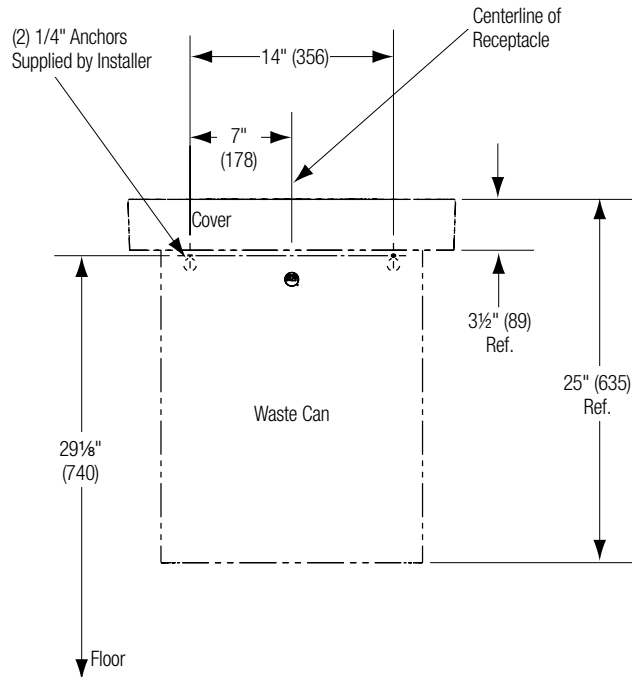 (2) 1/4" Anchors
Supplied by Installer
Centerline of
Receptacle
14" (356)
7"
(178)
Cover
3½" (89)
Ref.
25" (635)
Ref.
Waste Can
29⅛"
(740)
Floor